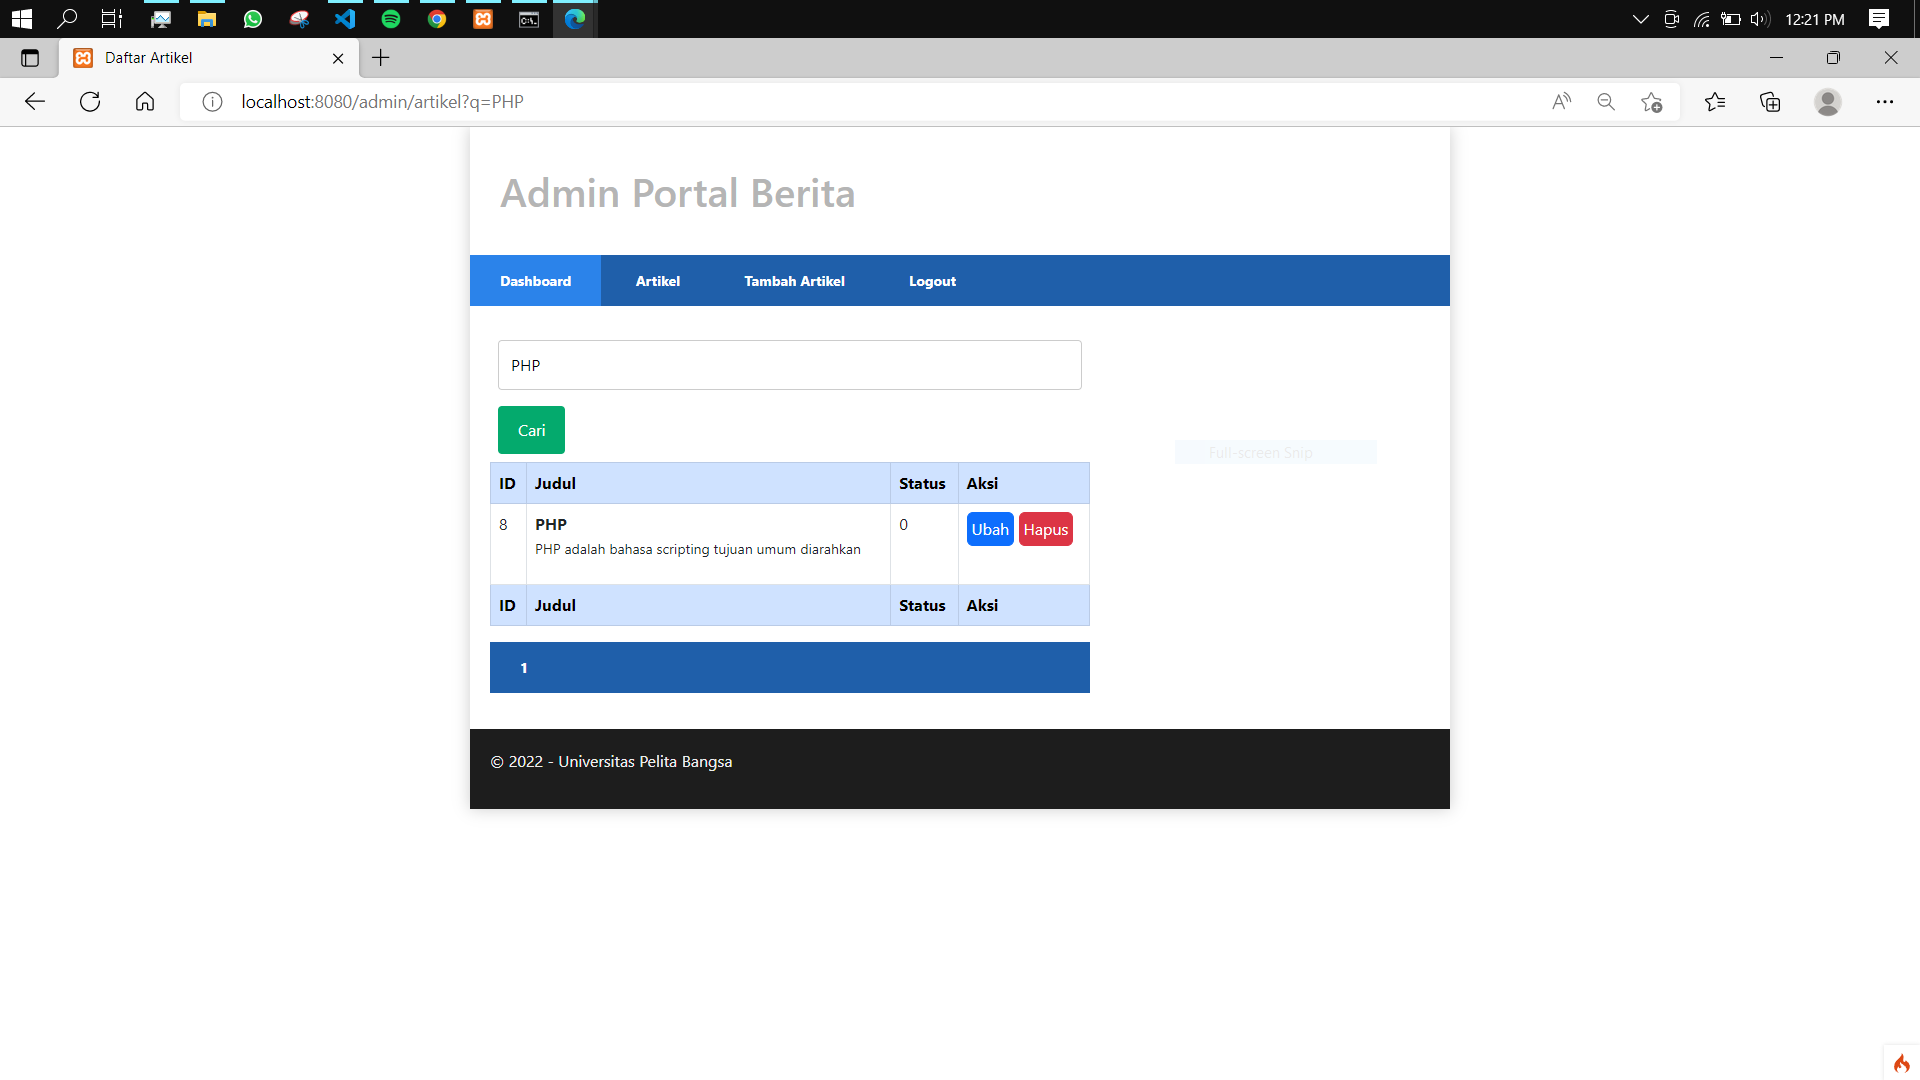 12:21 PM
Daftar Artikel
localhost:8080/admin/artikel?q=PHP
Admin Portal Berita
Dashboard Artikel Tambah Artikel Logout
PHP
Cari
Full-screen Snip
ID Judul Status Aksi
8 PHP 0 Ubah Hapus
PHP adalah bahasa scripting tujuan umum diarahkan
ID Judul Status Aksi
1
© 2022 - Universitas Pelita Bangsa